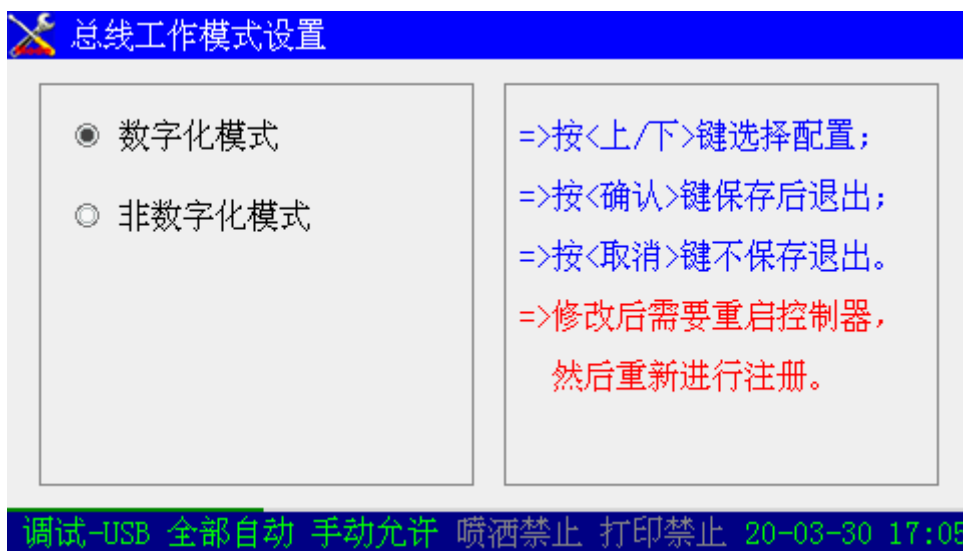 总线工作模式设置
数字化模式
非数字化模式
=>按<上/下>键选择配置；
=>按<确认>键保存后退出；
=>按<取消>键不保存退出。
=>修改后需要重启控制器，
然后重新进行注册。
调试-USB 全部自动 手动允许 喷洒禁止 打印禁止 20-03-30 17:05